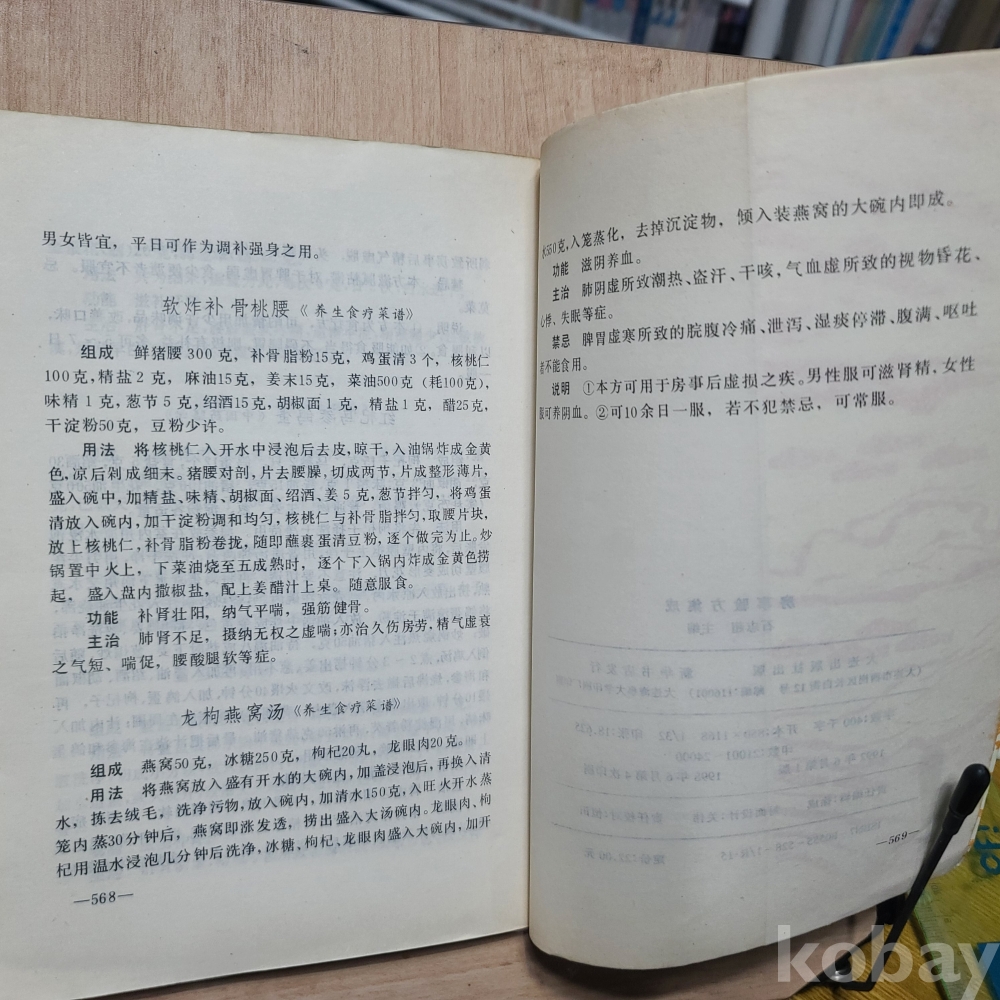 男女皆宜，平日可作为调补强身之用。
软炸补骨桃腰《养生食疗菜谱》
组成 鲜猪腰300克，补骨脂粉15克，鸡蛋清3个，核桃仁
100克，精盐2克，麻油15克，姜末15克，菜油500克（耗100克），
味精1克，葱节5克，绍酒15克，胡椒面1克，精盐1克，醋25克，
干淀粉50克，豆粉少许。
用法 将核桃仁入开水中浸泡后去皮，晾干，入油锅炸成金黄
色，凉后剁成细末。猪腰对剖，片去腰臊，切成两节，片成整形薄片，
盛入碗中，加精盐、味精、胡椒面、绍酒、姜5克，葱节拌匀，将鸡蛋
清放入碗内，加干淀粉调和均匀，核桃仁与补骨脂拌匀，取腰片块，
放上核桃仁，补骨脂粉卷拢，随即蘸裹蛋清豆粉，逐个做完为止。炒
锅置中火上，下菜油烧至五成熟时，逐个下入锅内炸成金黄色捞
起，盛入盘内撒椒盐，配上姜醋汁上桌。随意服食。
功能 补肾壮阳，纳气平喘，强筋健骨。
主治 肺肾不足，摄纳无权之虚喘；亦治久伤房劳，精气虚衰
之气短、喘促，腰酸腿软等症。
龙枸燕窝汤《养生食疗菜谱》
组成 燕窝50克，冰糖250克，枸杞20丸，龙眼肉20克。
用法 将燕窝放入盛有开水的大碗内，加盖浸泡后，再换入清
水，拣去绒毛，洗净污物，放入碗内，加清水150克，入旺火开水蒸
笼内蒸30分钟后，燕窝即涨发透，捞出盛入大汤碗内。龙眼肉、枸
杞用温水浸泡几分钟后洗净，冰糖、枸杞、龙眼肉盛入大碗内，加开
—568—
水550克，入笼蒸化，去掉沉淀物，倾入装燕窝的大碗内即成。
功能 滋阴养血。
主治 肺阴虚所致潮热、盗汗、干咳，气血虚所致的视物昏花、
心悸、失眠等症。
禁忌 脾胃虚寒所致的脘腹冷痛、泄泻、湿痰停滞、腹满、呕吐
者不能食用。
说明 ①本方可用于房事后虚损之疾。男性服可滋肾精，女性
服可养阴血。②可10余日一服，若不犯禁忌，可常服。
—569—
kobay